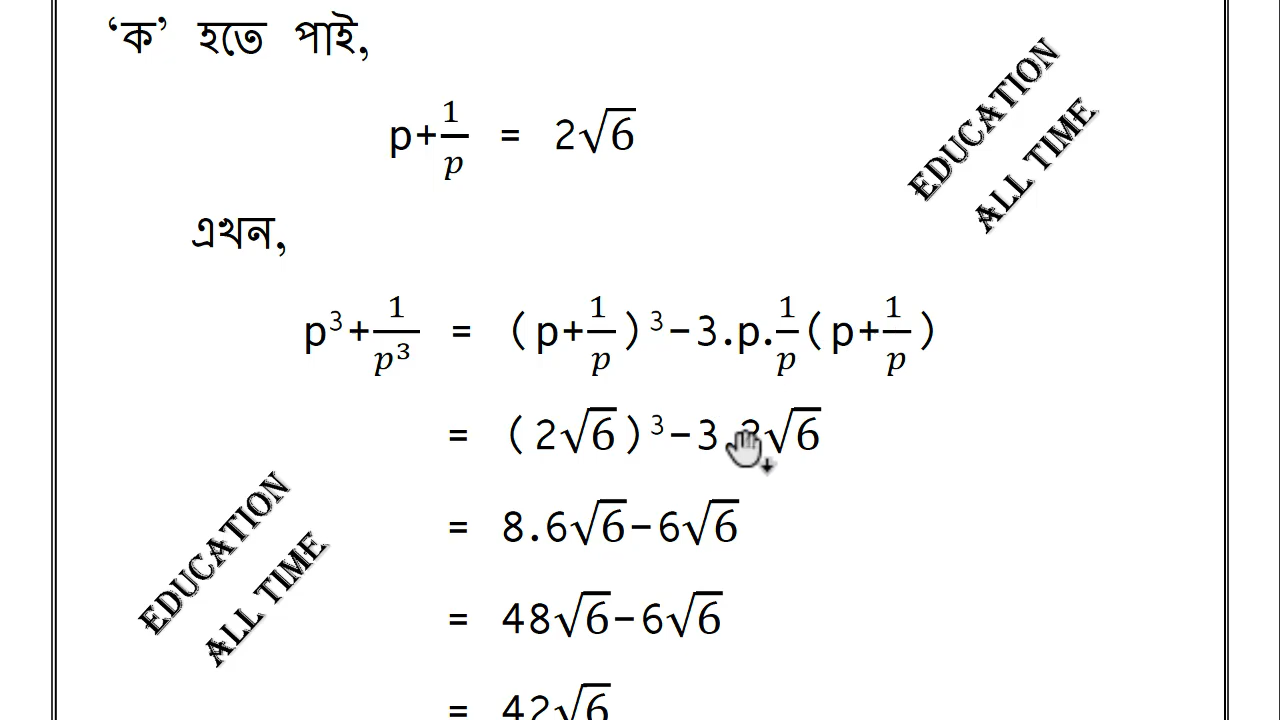 ‘ক’ হতে পাই,
p+1/p = 2√6
এখন,
p³+1/p³ = (p+1/p)³-3.p.1/p(p+1/p)
= (2√6)³-3.2√6
= 8.6√6-6√6
= 48√6-6√6
= 42√6
EDUCATION
ALL TIME
EDUCATION
ALL TIME